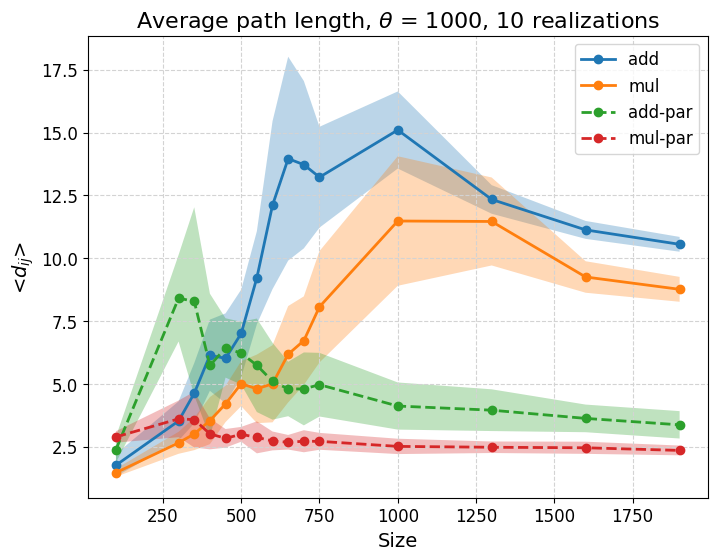 Average path length, θ = 1000, 10 realizations
<d_ij>
17.5
15.0
12.5
10.0
7.5
5.0
2.5
add
mul
add-par
mul-par
250 500 750 1000 1250 1500 1750
Size